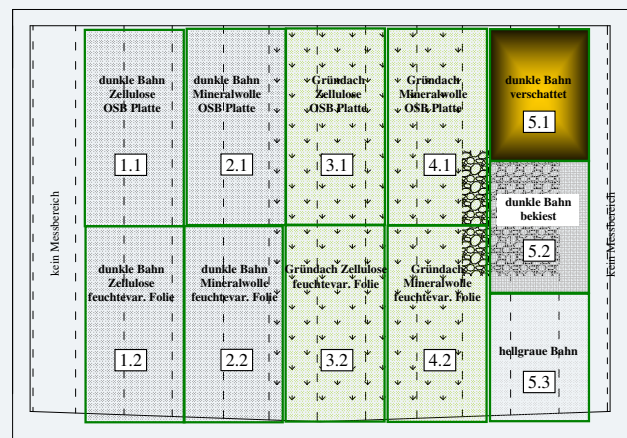 kein Messbereich
dunkle Bahn
Zellulose
OSB Platte
1.1
dunkle Bahn
Mineralwolle
OSB Platte
2.1
Gründach
Zellulose
OSB Platte
3.1
Gründach
Mineralwolle
OSB Platte
4.1
dunkle Bahn
verschattet
5.1
dunkle Bahn
bekiest
5.2
kein Messbereich
dunkle Bahn
Zellulose
feuchtevar. Folie
1.2
dunkle Bahn
Mineralwolle
feuchtevar. Folie
2.2
Gründach Zellulose
feuchtevar. Folie
3.2
Gründach
Mineralwolle
feuchtevar. Folie
4.2
hellgraue Bahn
5.3